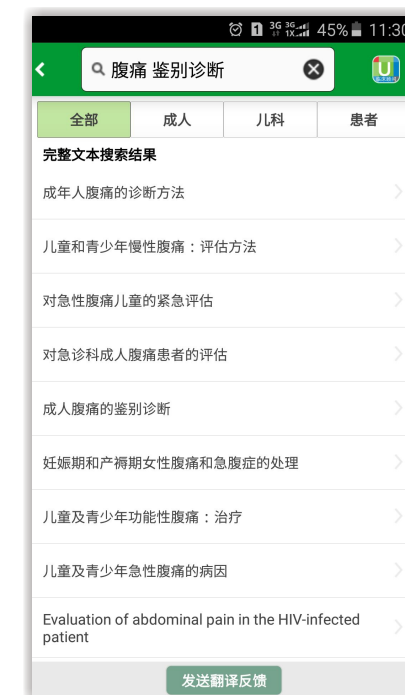 1 3G 3G 1X 45% 11:30
腹痛 鉴别诊断
全部 成人 儿科 患者
完整文本搜索结果
成年人腹痛的诊断方法
儿童和青少年慢性腹痛：评估方法
对急性腹痛儿童的紧急评估
对急诊科成人腹痛患者的评估
成人腹痛的鉴别诊断
妊娠期和产褥期女性腹痛和急腹症的处理
儿童及青少年功能性腹痛：治疗
儿童及青少年急性腹痛的病因
Evaluation of abdominal pain in the HIV-infected
patient
发送翻译反馈